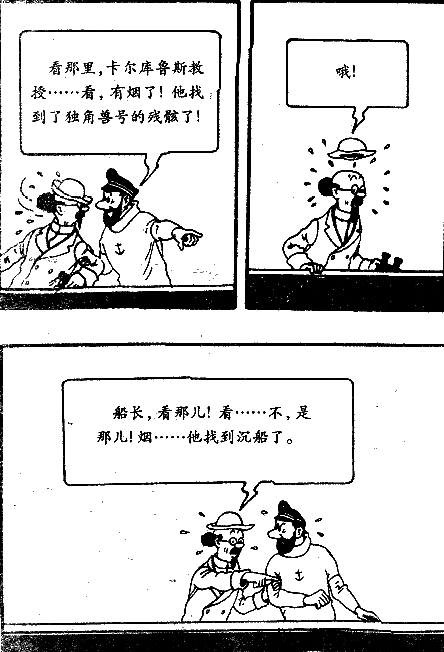 看那里，卡尔库鲁斯教
授……看，有烟了！他找
到了独角兽号的残骸了！
哦！
船长，看那儿！看……不，是
那儿！烟……他找到沉船了。